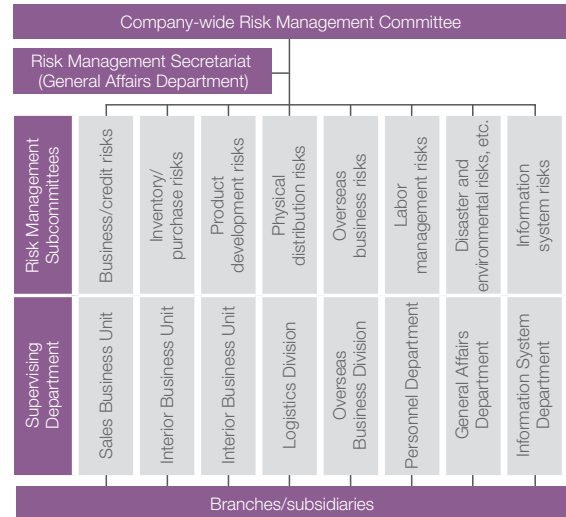 Company-wide Risk Management Committee
Risk Management Secretariat
(General Affairs Department)
Risk Management
Subcommittees
Business/credit risks
Inventory/
purchase risks
Product
development risks
Physical
distribution risks
Overseas
business risks
Labor
management risks
Disaster and
environmental risks, etc.
Information
system risks
Supervising
Department
Sales Business Unit
Interior Business Unit
Interior Business Unit
Logistics Division
Overseas
Business Division
Personnel Department
General Affairs
Department
Information System
Department
Branches/subsidiaries